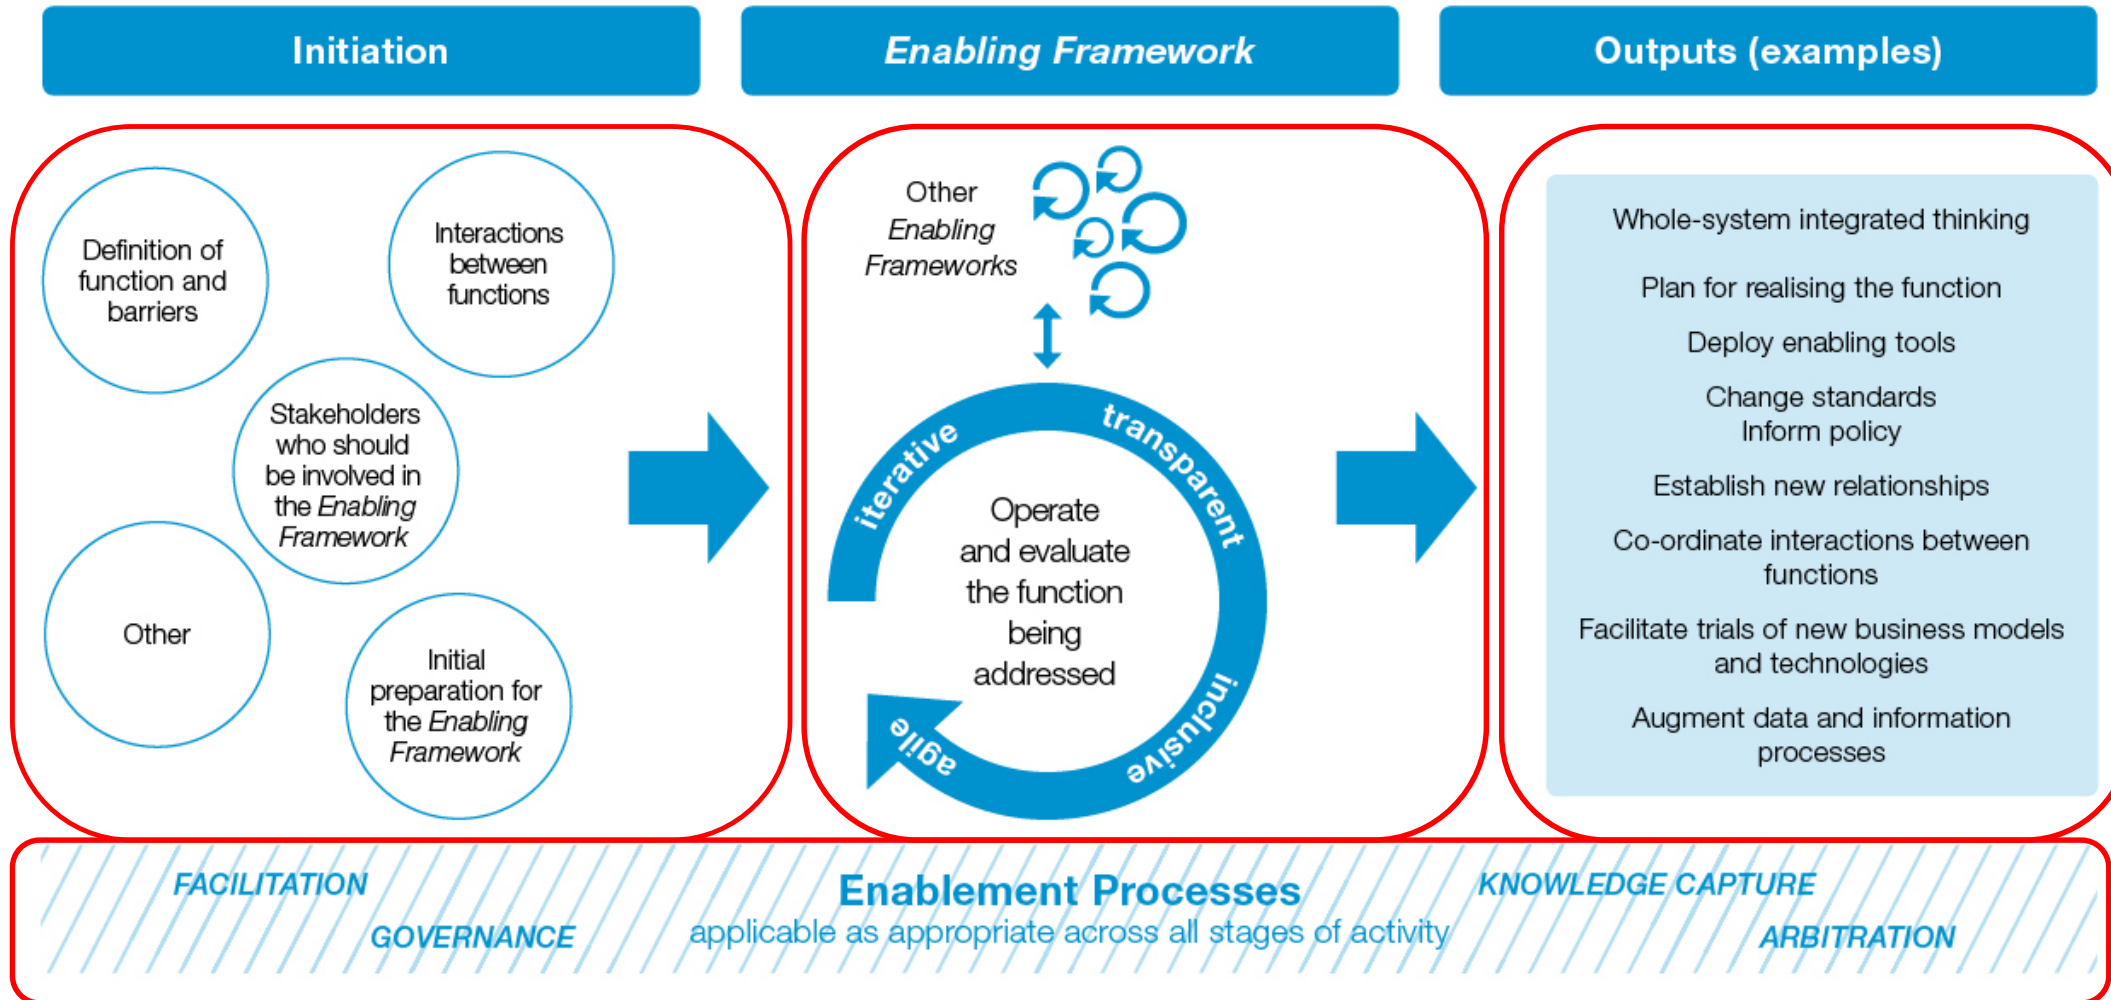 Initiation
Enabling Framework
Outputs (examples)
Definition of
function and
barriers
Interactions
between
functions
Stakeholders
who should
be involved in
the Enabling
Framework
Other
Initial
preparation for
the Enabling
Framework
Other
Enabling
Frameworks
iterative
transparent
inclusive
agile
Operate
and evaluate
the function
being
addressed
Whole-system integrated thinking
Plan for realising the function
Deploy enabling tools
Change standards
Inform policy
Establish new relationships
Co-ordinate interactions between
functions
Facilitate trials of new business models
and technologies
Augment data and information
processes
FACILITATION
GOVERNANCE
Enablement Processes
applicable as appropriate across all stages of activity
KNOWLEDGE CAPTURE
ARBITRATION